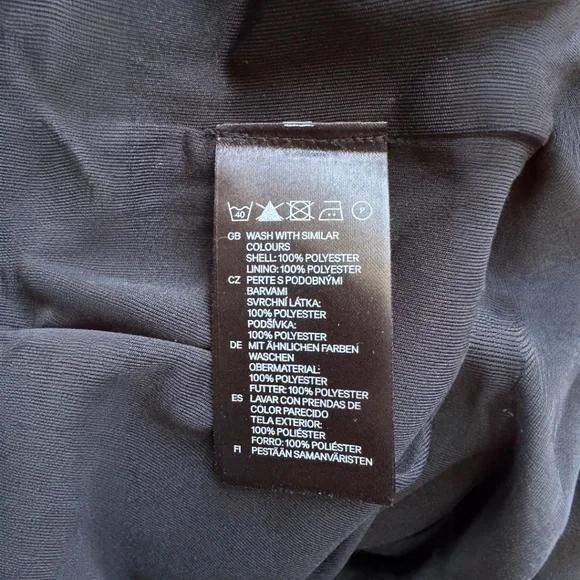 40 P
GB WASH WITH SIMILAR
COLOURS
SHELL: 100% POLYESTER
LINING: 100% POLYESTER
CZ PERTE S PODOBNÝMI
BARVAMI
SVRCHNÍ LÁTKA:
100% POLYESTER
PODŠÍVKA:
100% POLYESTER
DE MIT ÄHNLICHEN FARBEN
WASCHEN
OBERMATERIAL:
100% POLYESTER
FUTTER: 100% POLYESTER
ES LAVAR CON PRENDAS DE
COLOR PARECIDO
TELA EXTERIOR:
100% POLIÉSTER
FORRO: 100% POLIÉSTER
FI PESTÄÄN SAMANVÄRISTEN